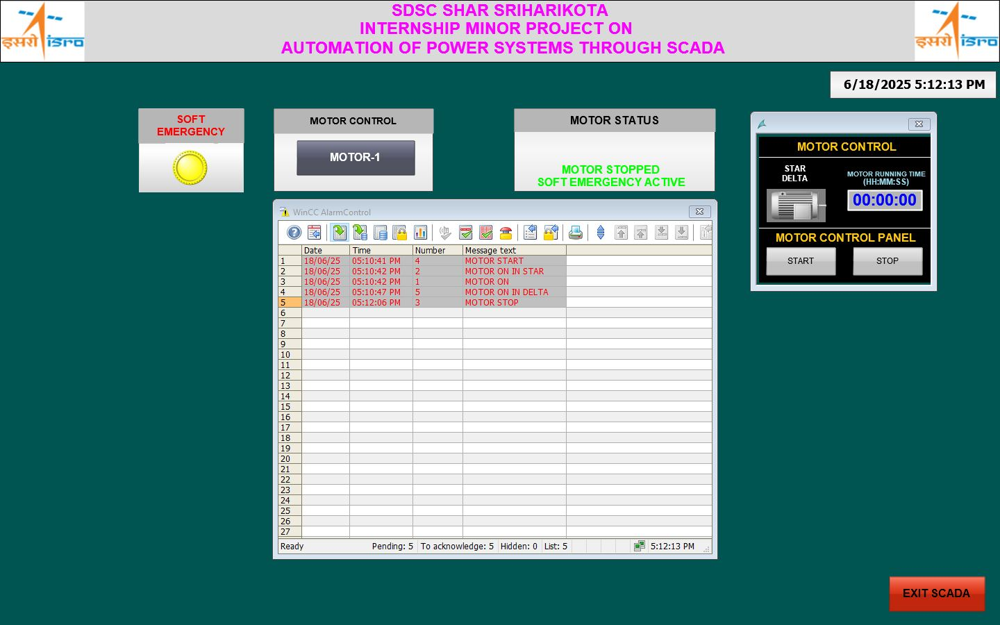 SDSC SHAR SRIHARIKOTA
INTERNSHIP MINOR PROJECT ON
AUTOMATION OF POWER SYSTEMS THROUGH SCADA
इसरो isro
इसरो isro
6/18/2025 5:12:13 PM
SOFT
EMERGENCY
MOTOR CONTROL
MOTOR-1
MOTOR STATUS
MOTOR STOPPED
SOFT EMERGENCY ACTIVE
MOTOR CONTROL
STAR
DELTA
MOTOR RUNNING TIME
(HH:MM:SS)
00:00:00
MOTOR CONTROL PANEL
START STOP
WinCC AlarmControl
Date Time Number Message text
1 18/06/25 05:10:41 PM 4 MOTOR START
2 18/06/25 05:10:42 PM 2 MOTOR ON IN STAR
3 18/06/25 05:10:42 PM 1 MOTOR ON
4 18/06/25 05:10:47 PM 5 MOTOR ON IN DELTA
5 18/06/25 05:12:06 PM 3 MOTOR STOP
6
7
8
9
10
11
12
13
14
15
16
17
18
19
20
21
22
23
24
25
26
27
Ready Pending: 5 To acknowledge: 5 Hidden: 0 List: 5 5:12:13 PM
EXIT SCADA